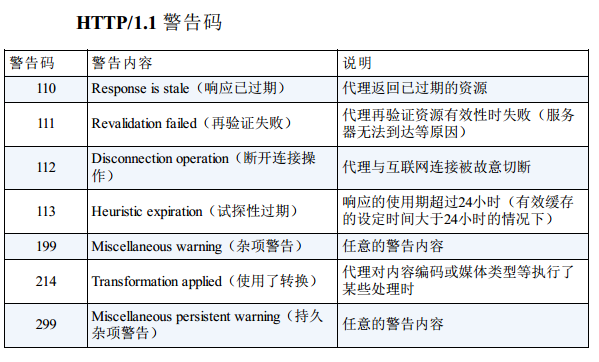 HTTP/1.1 警告码
警告码 警告内容 说明
110 Response is stale（响应已过期） 代理返回已过期的资源
111 Revalidation failed（再验证失败） 代理再验证资源有效性时失败（服务
器无法到达等原因）
112 Disconnection operation（断开连接操
作） 代理与互联网连接被故意切断
113 Heuristic expiration（试探性过期） 响应的使用期超过24小时（有效缓存
的设定时间大于24小时的情况下）
199 Miscellaneous warning（杂项警告） 任意的警告内容
214 Transformation applied（使用了转换） 代理对内容编码或媒体类型等执行了
某些处理时
299 Miscellaneous persistent warning（持久
杂项警告） 任意的警告内容